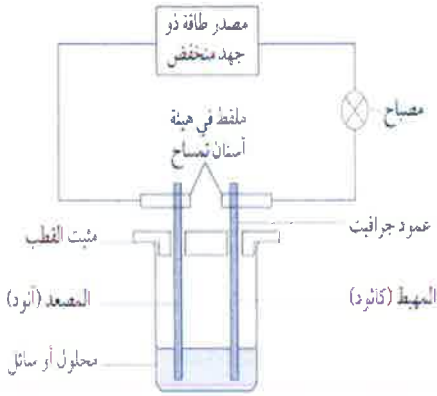 مصدر طاقة ذو
جهد منخفض
مصباح
ملقط في هيئة
أسنان تمساح
عمود جرافيت
مثبت القطب
المهبط (كاثود)
المصعد (آنود)
محلول أو سائل